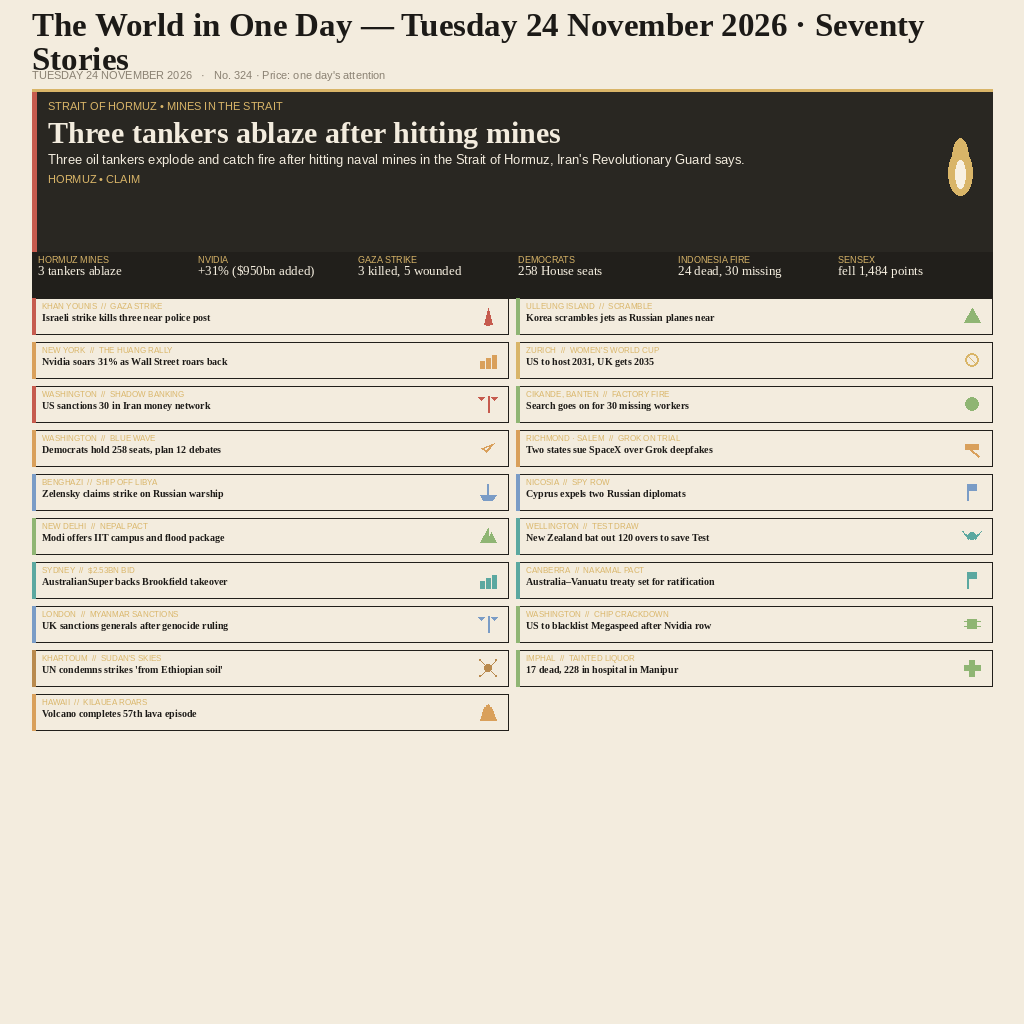 The World in One Day — Tuesday 24 November 2026 · Seventy
Stories
TUESDAY 24 NOVEMBER 2026 · No. 324 · Price: one day's attention
STRAIT OF HORMUZ • MINES IN THE STRAIT
Three tankers ablaze after hitting mines
Three oil tankers explode and catch fire after hitting naval mines in the Strait of Hormuz, Iran's Revolutionary Guard says.
HORMUZ • CLAIM
HORMUZ MINES
3 tankers ablaze
NVIDIA
+31% ($950bn added)
GAZA STRIKE
3 killed, 5 wounded
DEMOCRATS
258 House seats
INDONESIA FIRE
24 dead, 30 missing
SENSEX
fell 1,484 points
KHAN YOUNIS // GAZA STRIKE
Israeli strike kills three near police post
ULLEUNG ISLAND // SCRAMBLE
Korea scrambles jets as Russian planes near
NEW YORK // THE HUANG RALLY
Nvidia soars 31% as Wall Street roars back
ZURICH // WOMEN'S WORLD CUP
US to host 2031, UK gets 2035
WASHINGTON // SHADOW BANKING
US sanctions 30 in Iran money network
CIKANDE, BANTEN // FACTORY FIRE
Search goes on for 30 missing workers
WASHINGTON // BLUE WAVE
Democrats hold 258 seats, plan 12 debates
RICHMOND · SALEM // GROK ON TRIAL
Two states sue SpaceX over Grok deepfakes
BENGHAZI // SHIP OFF LIBYA
Zelensky claims strike on Russian warship
NICOSIA // SPY ROW
Cyprus expels two Russian diplomats
NEW DELHI // NEPAL PACT
Modi offers IIT campus and flood package
WELLINGTON // TEST DRAW
New Zealand bat out 120 overs to save Test
SYDNEY // $2.53BN BID
AustralianSuper backs Brookfield takeover
CANBERRA // NAKAMAL PACT
Australia–Vanuatu treaty set for ratification
LONDON // MYANMAR SANCTIONS
UK sanctions generals after genocide ruling
WASHINGTON // CHIP CRACKDOWN
US to blacklist Megaspeed after Nvidia row
KHARTOUM // SUDAN'S SKIES
UN condemns strikes 'from Ethiopian soil'
IMPHAL // TAINTED LIQUOR
17 dead, 228 in hospital in Manipur
HAWAII // KILAUEA ROARS
Volcano completes 57th lava episode